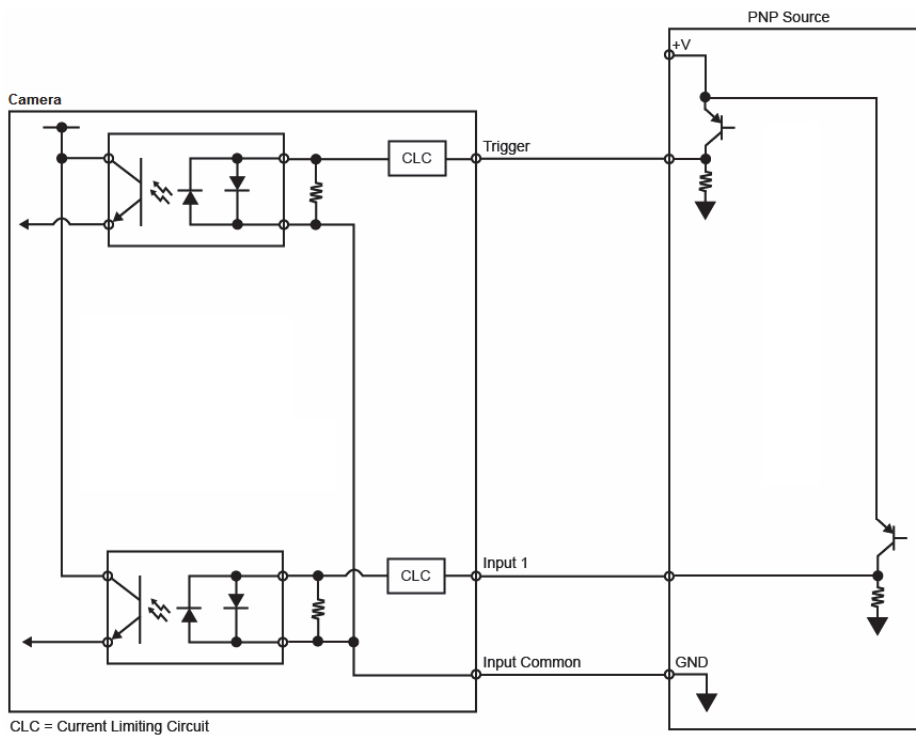 PNP Source
+V
Camera
CLC
Trigger
CLC
Input 1
Input Common
GND
CLC = Current Limiting Circuit